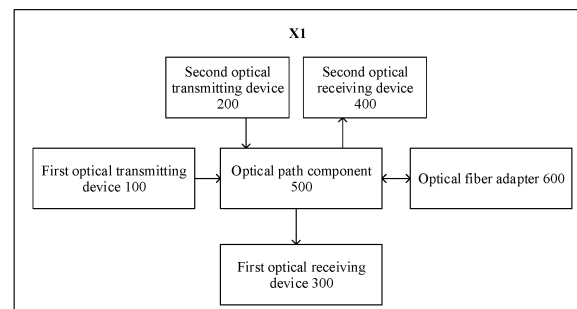 X1
Second optical
transmitting device
200
Second optical
receiving device
400
First optical transmitting
device 100
Optical path component
500
Optical fiber adapter 600
First optical receiving
device 300